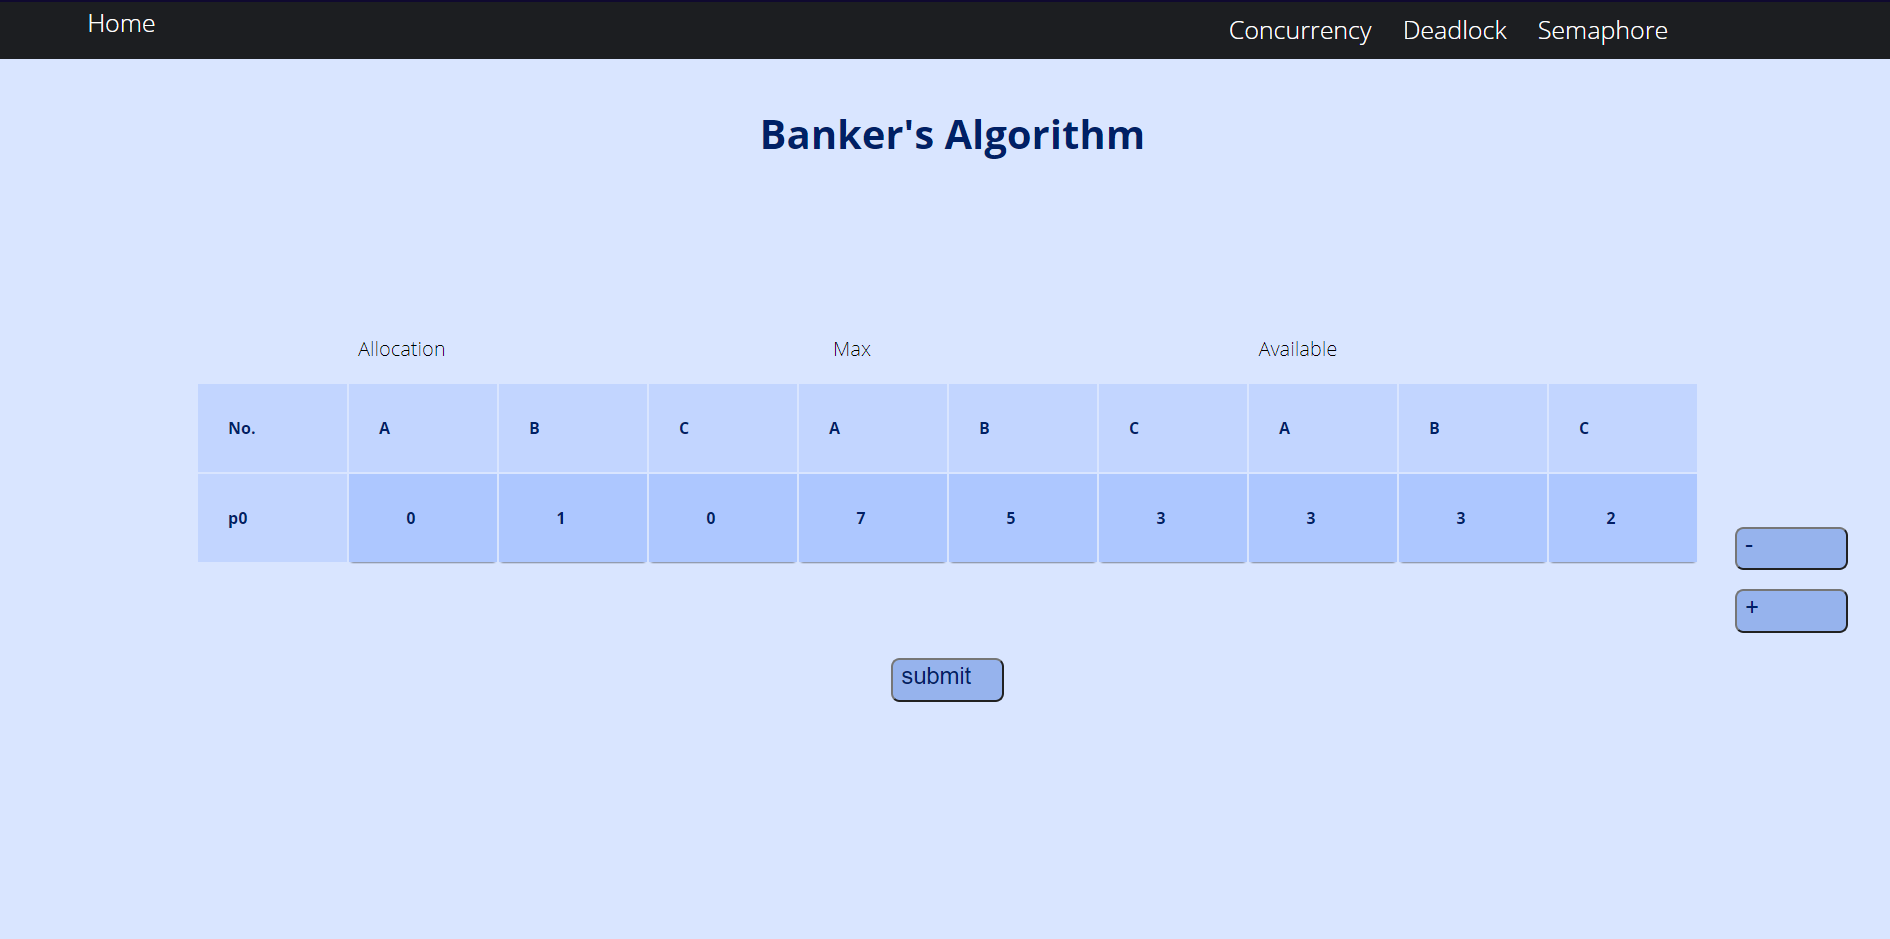 Home Concurrency Deadlock Semaphore
Banker's Algorithm
Allocation Max Available
No. A B C A B C A B C
p0 0 1 0 7 5 3 3 3 2
-
+
submit